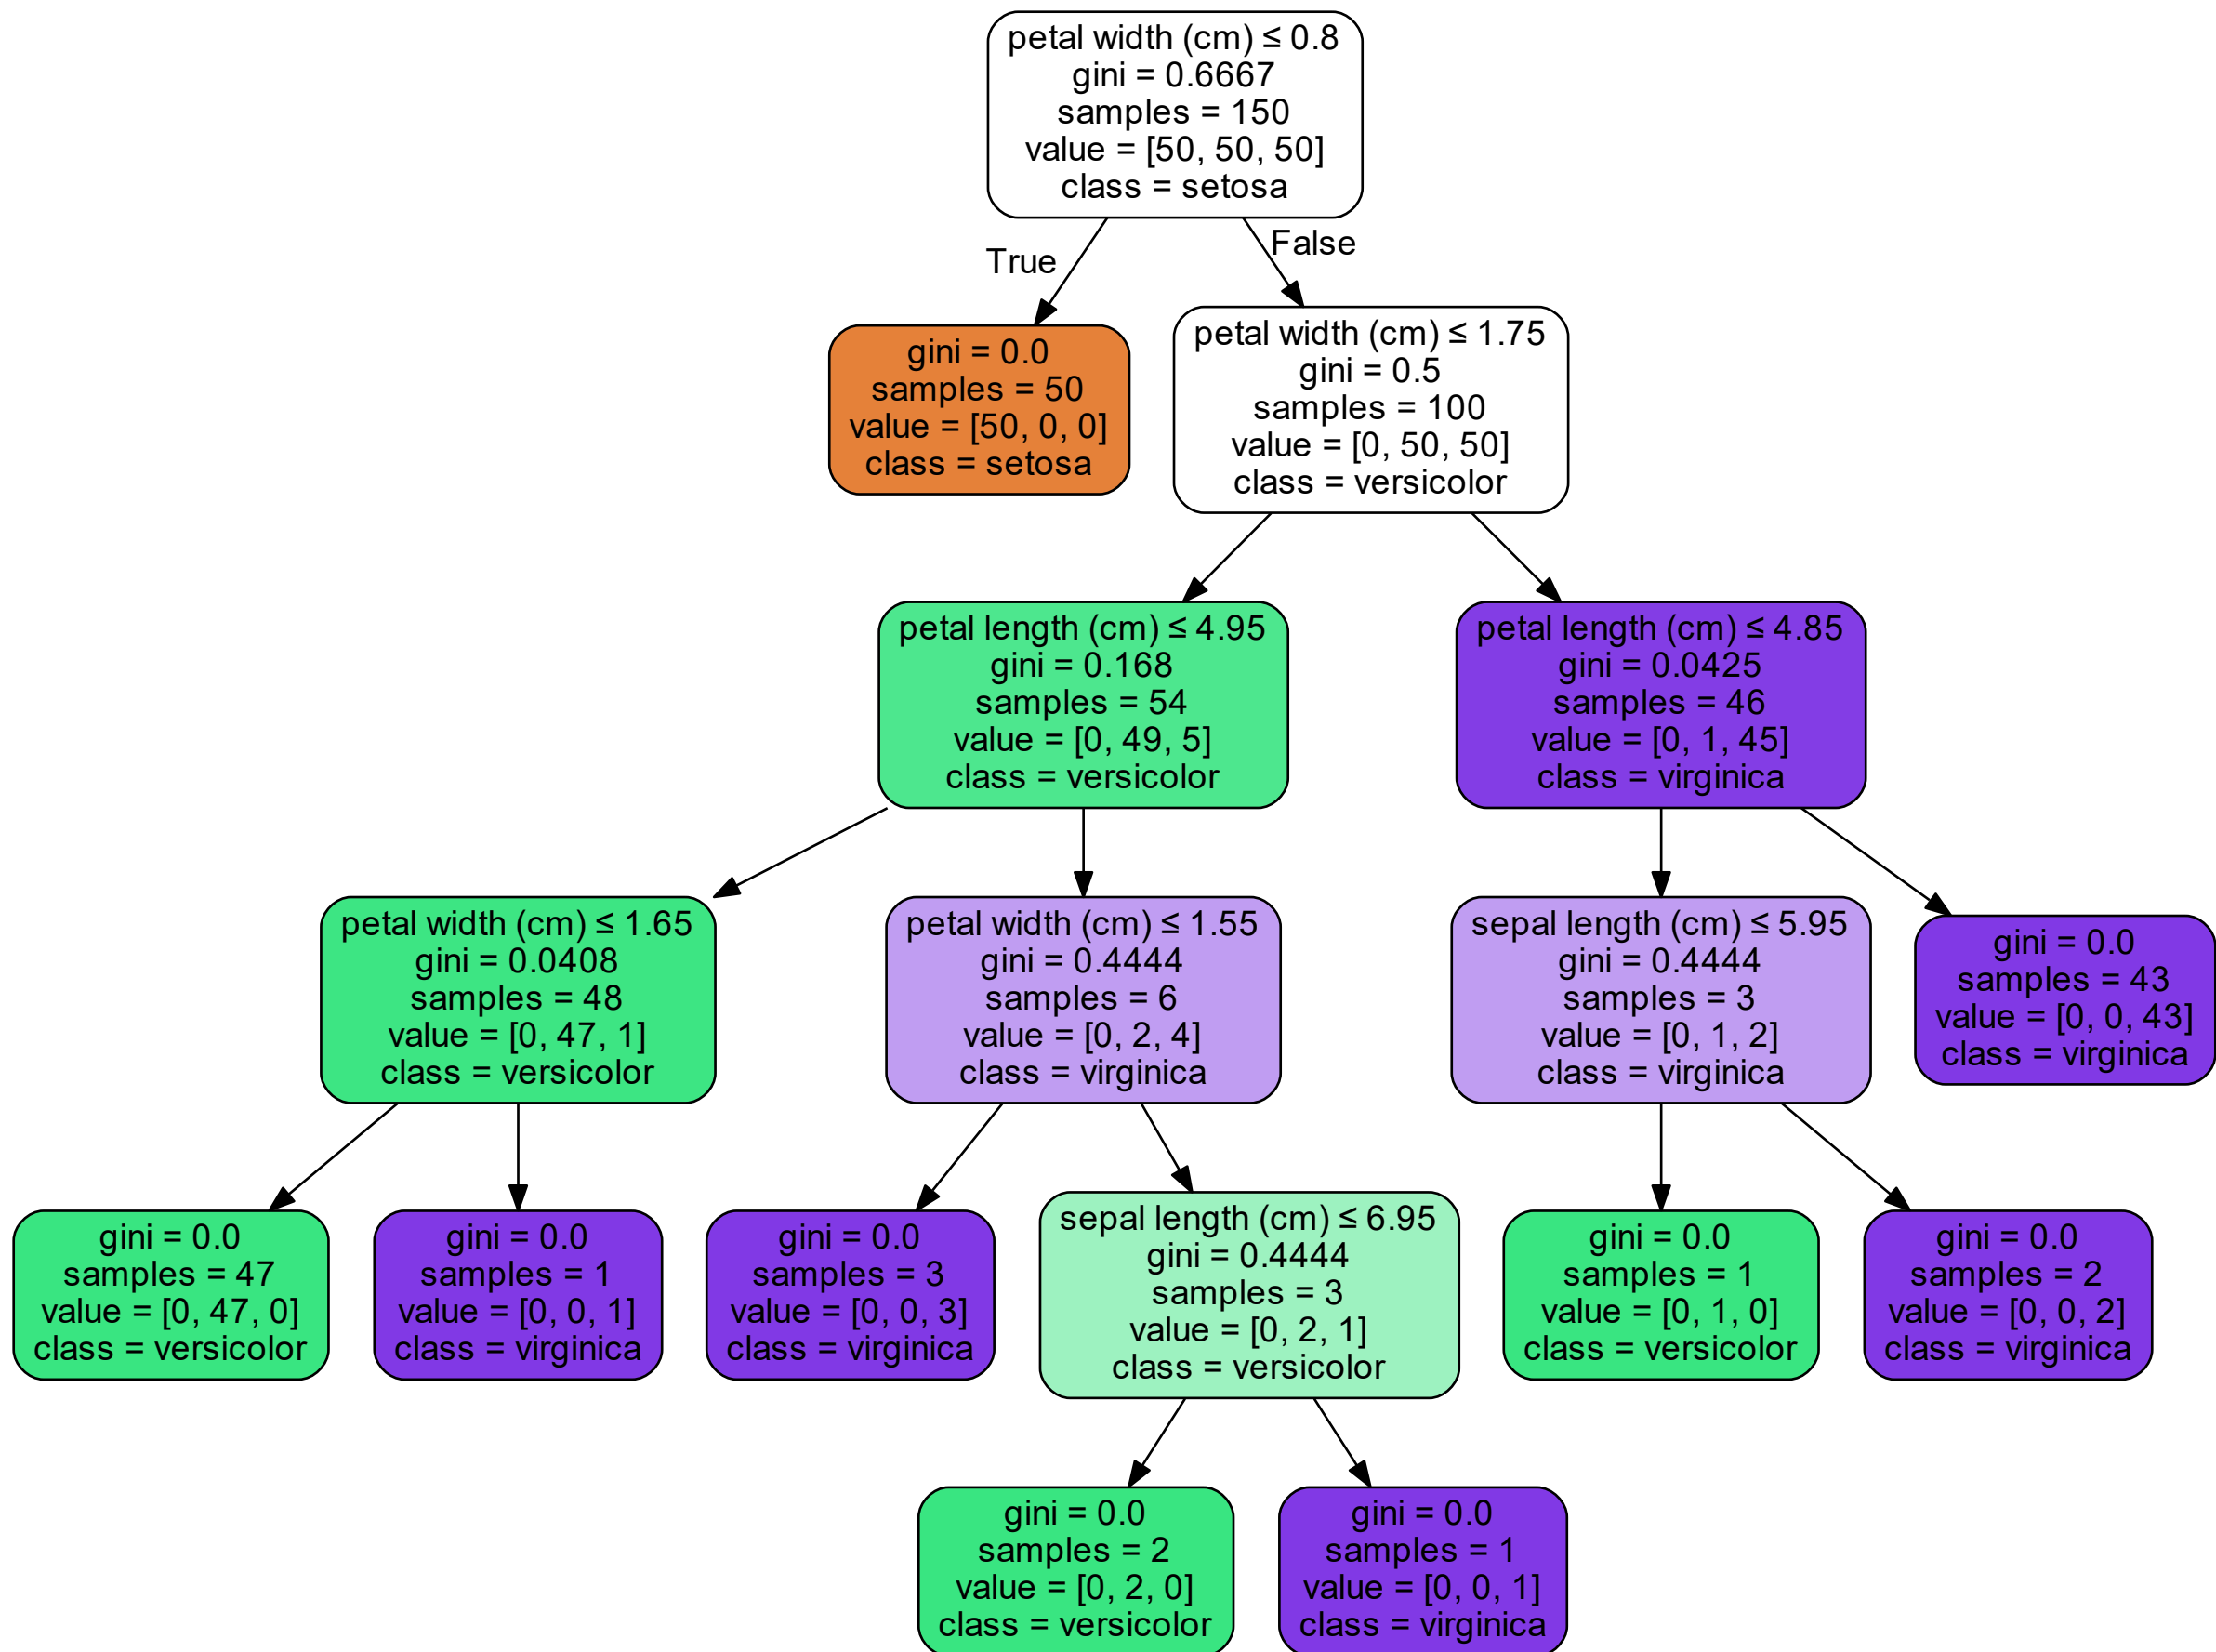 petal width (cm) ≤ 0.8
gini = 0.6667
samples = 150
value = [50, 50, 50]
class = setosa
True
False
gini = 0.0
samples = 50
value = [50, 0, 0]
class = setosa
petal width (cm) ≤ 1.75
gini = 0.5
samples = 100
value = [0, 50, 50]
class = versicolor
petal length (cm) ≤ 4.95
gini = 0.168
samples = 54
value = [0, 49, 5]
class = versicolor
petal length (cm) ≤ 4.85
gini = 0.0425
samples = 46
value = [0, 1, 45]
class = virginica
petal width (cm) ≤ 1.65
gini = 0.0408
samples = 48
value = [0, 47, 1]
class = versicolor
petal width (cm) ≤ 1.55
gini = 0.4444
samples = 6
value = [0, 2, 4]
class = virginica
sepal length (cm) ≤ 5.95
gini = 0.4444
samples = 3
value = [0, 1, 2]
class = virginica
gini = 0.0
samples = 43
value = [0, 0, 43]
class = virginica
gini = 0.0
samples = 47
value = [0, 47, 0]
class = versicolor
gini = 0.0
samples = 1
value = [0, 0, 1]
class = virginica
gini = 0.0
samples = 3
value = [0, 0, 3]
class = virginica
sepal length (cm) ≤ 6.95
gini = 0.4444
samples = 3
value = [0, 2, 1]
class = versicolor
gini = 0.0
samples = 1
value = [0, 1, 0]
class = versicolor
gini = 0.0
samples = 2
value = [0, 0, 2]
class = virginica
gini = 0.0
samples = 2
value = [0, 2, 0]
class = versicolor
gini = 0.0
samples = 1
value = [0, 0, 1]
class = virginica